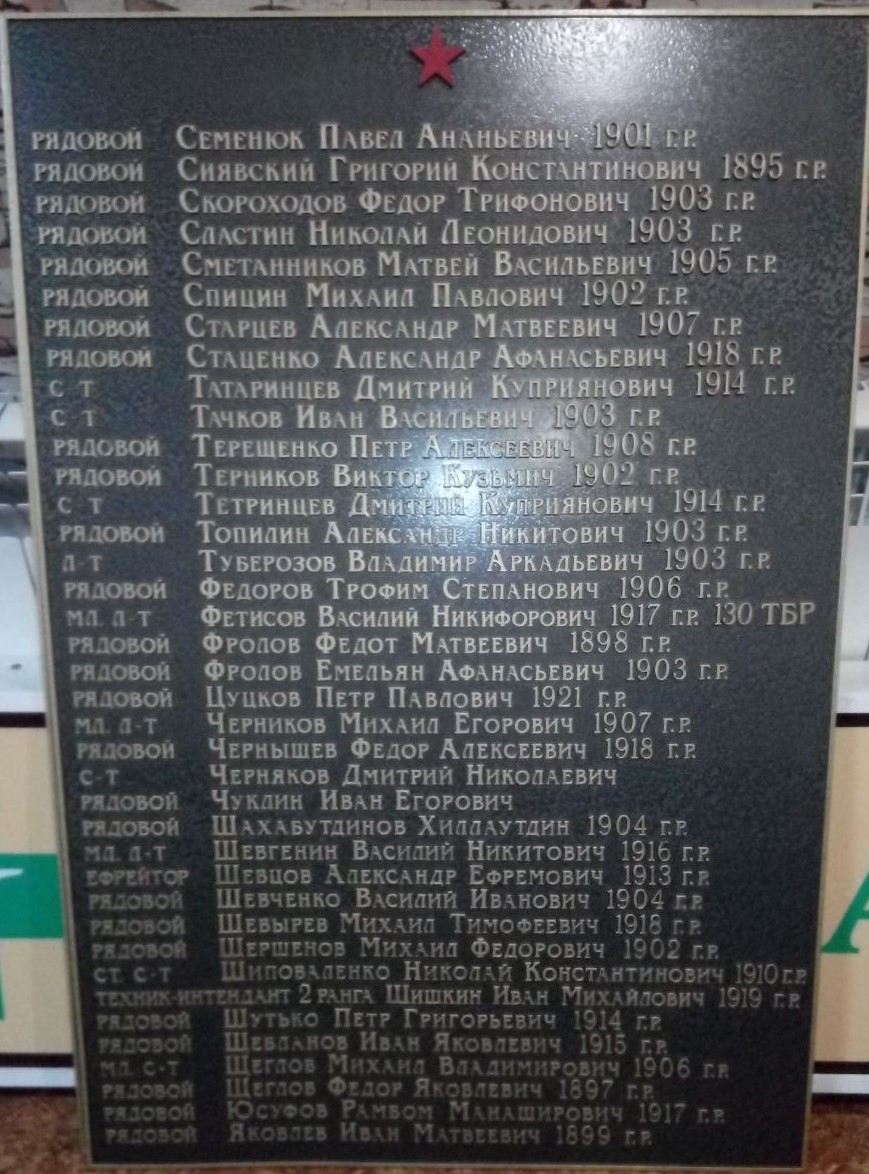 РЯДОВОЙ СЕМЕНЮК ПАВЕЛ АНАНЬЕВИЧ 1901 Г.Р.
РЯДОВОЙ СИЯВСКИЙ ГРИГОРИЙ КОНСТАНТИНОВИЧ 1895 Г.Р.
РЯДОВОЙ СКОРОХОДОВ ФЕДОР ТРИФОНОВИЧ 1903 Г.Р.
РЯДОВОЙ СЛАСТИН НИКОЛАЙ ЛЕОНИДОВИЧ 1903 Г.Р.
РЯДОВОЙ СМЕТАННИКОВ МАТВЕЙ ВАСИЛЬЕВИЧ 1905 Г.Р.
РЯДОВОЙ СПИЦИН МИХАИЛ ПАВЛОВИЧ 1902 Г.Р.
РЯДОВОЙ СТАРЦЕВ АЛЕКСАНДР МАТВЕЕВИЧ 1907 Г.Р.
РЯДОВОЙ СТАЦЕНКО АЛЕКСАНДР АФАНАСЬЕВИЧ 1918 Г.Р.
С Т ТАТАРИНЦЕВ ДМИТРИЙ КУПРИЯНОВИЧ 1914 Г.Р.
С Т ТАЧКОВ ИВАН ВАСИЛЬЕВИЧ 1903 Г.Р.
РЯДОВОЙ ТЕРЕЩЕНКО ПЕТР АЛЕКСЕЕВИЧ 1908 Г.Р.
РЯДОВОЙ ТЕРНИКОВ ВИКТОР КУЗЬМИЧ 1902 Г.Р.
С Т ТЕТРИНЦЕВ ДМИТРИЙ КУПРИЯНОВИЧ 1914 Г.Р.
РЯДОВОЙ ТОПИЛИН АЛЕКСАНДР НИКИТОВИЧ 1903 Г.Р.
Л-Т ТУБЕРОЗОВ ВЛАДИМИР АРКАДЬЕВИЧ 1903 Г.Р.
РЯДОВОЙ ФЕДОРОВ ТРОФИМ СТЕПАНОВИЧ 1906 Г.Р.
МЛ. Л-Т ФЕТИСОВ ВАСИЛИЙ НИКИФОРОВИЧ 1917 Г.Р. 130 ТБР
РЯДОВОЙ ФРОЛОВ ФЕДОТ МАТВЕЕВИЧ 1898 Г.Р.
РЯДОВОЙ ФРОЛОВ ЕМЕЛЬЯН АФАНАСЬЕВИЧ 1903 Г.Р.
РЯДОВОЙ ЦУЦКОВ ПЕТР ПАВЛОВИЧ 1921 Г.Р.
МЛ. Л-Т ЧЕРНИКОВ МИХАИЛ ЕГОРОВИЧ 1907 Г.Р.
РЯДОВОЙ ЧЕРНЫШЕВ ФЕДОР АЛЕКСЕЕВИЧ 1918 Г.Р.
С-Т ЧЕРНЯКОВ ДМИТРИЙ НИКОЛАЕВИЧ
РЯДОВОЙ ЧУКЛИН ИВАН ЕГОРОВИЧ
РЯДОВОЙ ШАХАБУТДИНОВ ХИЛЛАУТДИН 1904 Г.Р.
МЛ. Л-Т ШЕВГЕНИН ВАСИЛИЙ НИКИТОВИЧ 1916 Г.Р.
ЕФРЕЙТОР ШЕВЦОВ АЛЕКСАНДР ЕФРЕМОВИЧ 1913 Г.Р.
РЯДОВОЙ ШЕВЧЕНКО ВАСИЛИЙ ИВАНОВИЧ 1904 Г.Р.
РЯДОВОЙ ШЕВЫРЕВ МИХАИЛ ТИМОФЕЕВИЧ 1918 Г.Р.
РЯДОВОЙ ШЕРШЕНОВ МИХАИЛ ФЕДОРОВИЧ 1902 Г.Р.
СТ. С-Т ШИПОВАЛЕНКО НИКОЛАЙ КОНСТАНТИНОВИЧ 1910 Г.Р.
ТЕХНИК-ИНТЕНДАНТ 2 РАНГА ШИШКИН ИВАН МИХАЙЛОВИЧ 1919 Г.Р.
РЯДОВОЙ ШУТЬКО ПЕТР ГРИГОРЬЕВИЧ 1914 Г.Р.
РЯДОВОЙ ЩЕБЛАНОВ ИВАН ЯКОВЛЕВИЧ 1915 Г.Р.
МЛ. С-Т ЩЕГЛОВ МИХАИЛ ВЛАДИМИРОВИЧ 1906 Г.Р.
РЯДОВОЙ ЩЕГЛОВ ФЕДОР ЯКОВЛЕВИЧ 1897 Г.Р.
РЯДОВОЙ ЮСУФОВ РАМБОМ МАНАШИРОВИЧ 1917 Г.Р.
РЯДОВОЙ ЯКОВЛЕВ ИВАН МАТВЕЕВИЧ 1899 Г.Р.